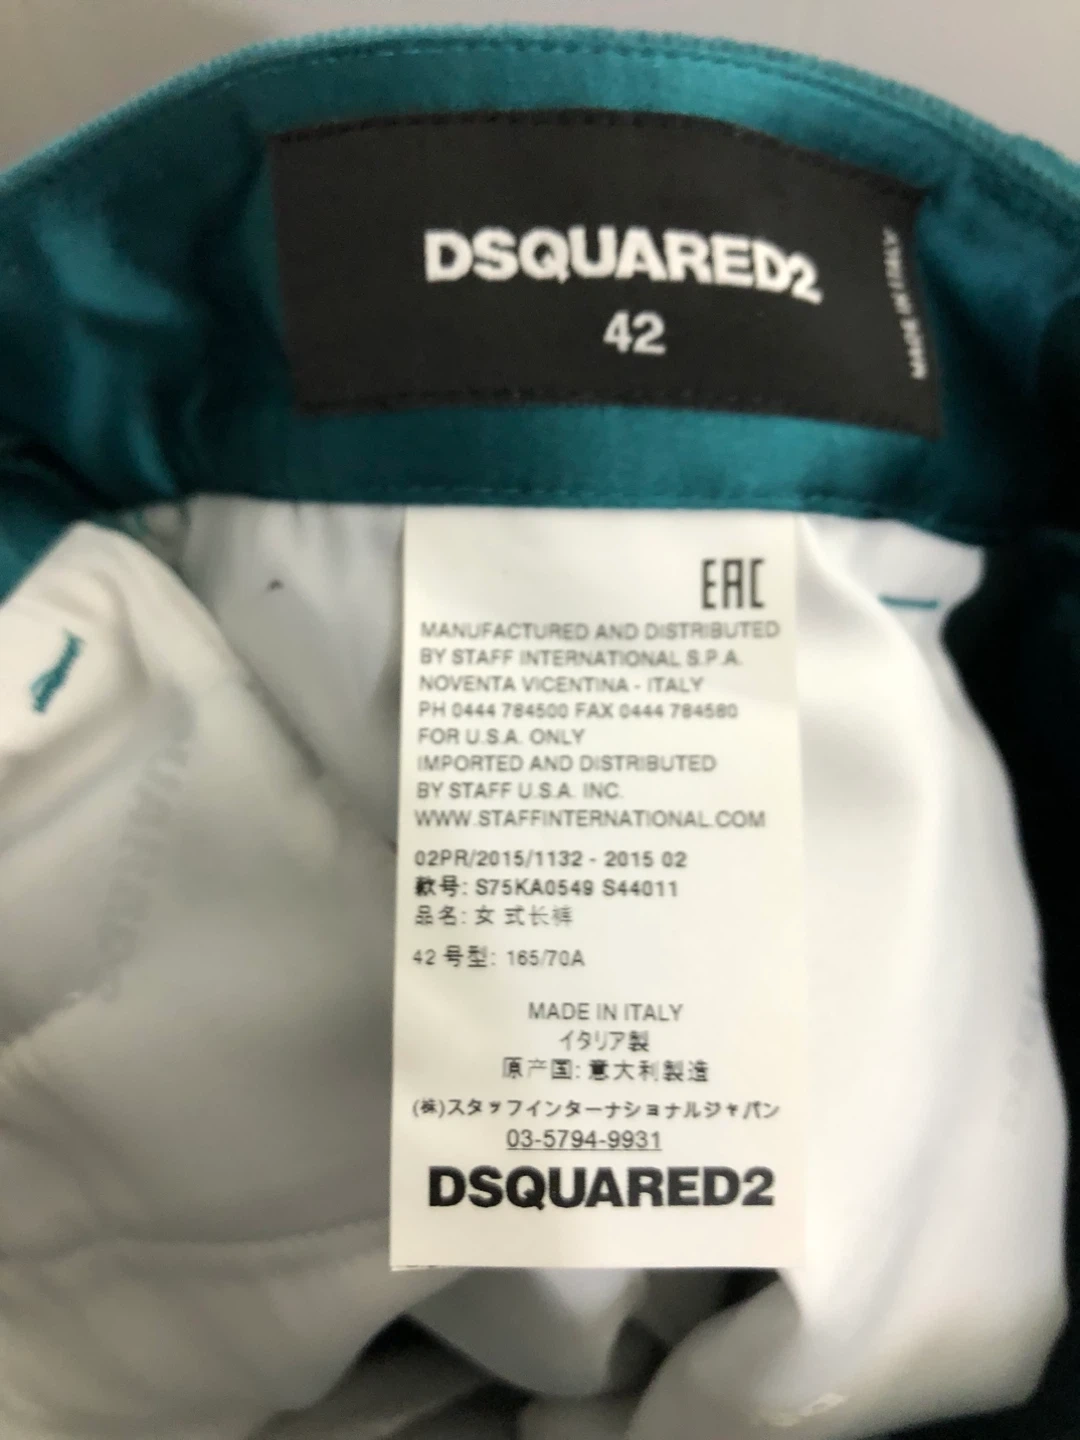 DSQUARED2
42
MADE IN ITALY
EAC
MANUFACTURED AND DISTRIBUTED
BY STAFF INTERNATIONAL S.P.A.
NOVENTA VICENTINA - ITALY
PH 0444 784500 FAX 0444 784580
FOR U.S.A. ONLY
IMPORTED AND DISTRIBUTED
BY STAFF U.S.A. INC.
WWW.STAFFINTERNATIONAL.COM
02PR/2015/1132 - 2015 02
款号: S75KA0549 S44011
品名: 女 式长裤
42 号型: 165/70A
MADE IN ITALY
イタリア製
原产国: 意大利製造
(株)スタッフインターナショナルジャパン
03-5794-9931
DSQUARED2